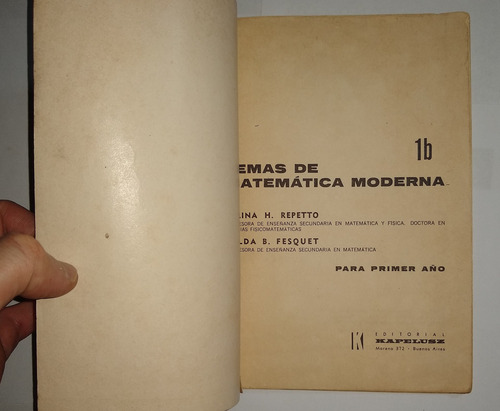 1b
EMAS DE
ATEMÁTICA MODERNA
LINA H. REPETTO
ESORA DE ENSEÑANZA SECUNDARIA EN MATEMÁTICA Y FÍSICA, DOCTORA EN
IAS FISICOMATEMÁTICAS
LDA B. FESQUET
ESORA DE ENSEÑANZA SECUNDARIA EN MATEMÁTICA
PARA PRIMER AÑO
K EDITORIAL
KAPELUSZ
Moreno 372 - Buenos Aires